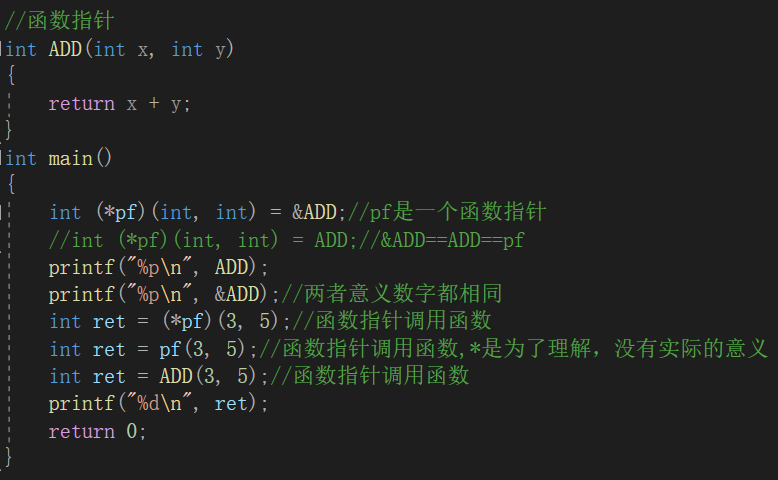 //函数指针
int ADD(int x, int y)
{
    return x + y;
}
int main()
{
    int (*pf)(int, int) = &ADD;//pf是一个函数指针
    //int (*pf)(int, int) = ADD;//&ADD==ADD==pf
    printf("%p\n", ADD);
    printf("%p\n", &ADD);//两者意义数字都相同
    int ret = (*pf)(3, 5);//函数指针调用函数
    int ret = pf(3, 5);//函数指针调用函数,*是为了理解，没有实际的意义
    int ret = ADD(3, 5);//函数指针调用函数
    printf("%d\n", ret);
    return 0;
}